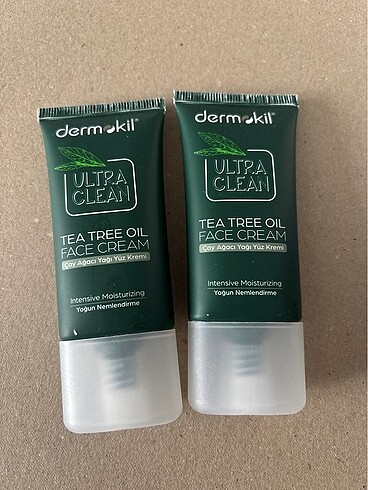 dermokil®
ULTRA
CLEAN
TEA TREE OIL
FACE CREAM
Çay Ağacı Yağı Yüz Kremi
Intensive Moisturizing
Yoğun Nemlendirme
dermokil®
ULTRA
CLEAN
TEA TREE OIL
FACE CREAM
Çay Ağacı Yağı Yüz Kremi
Intensive Moisturizing
Yoğun Nemlendirme